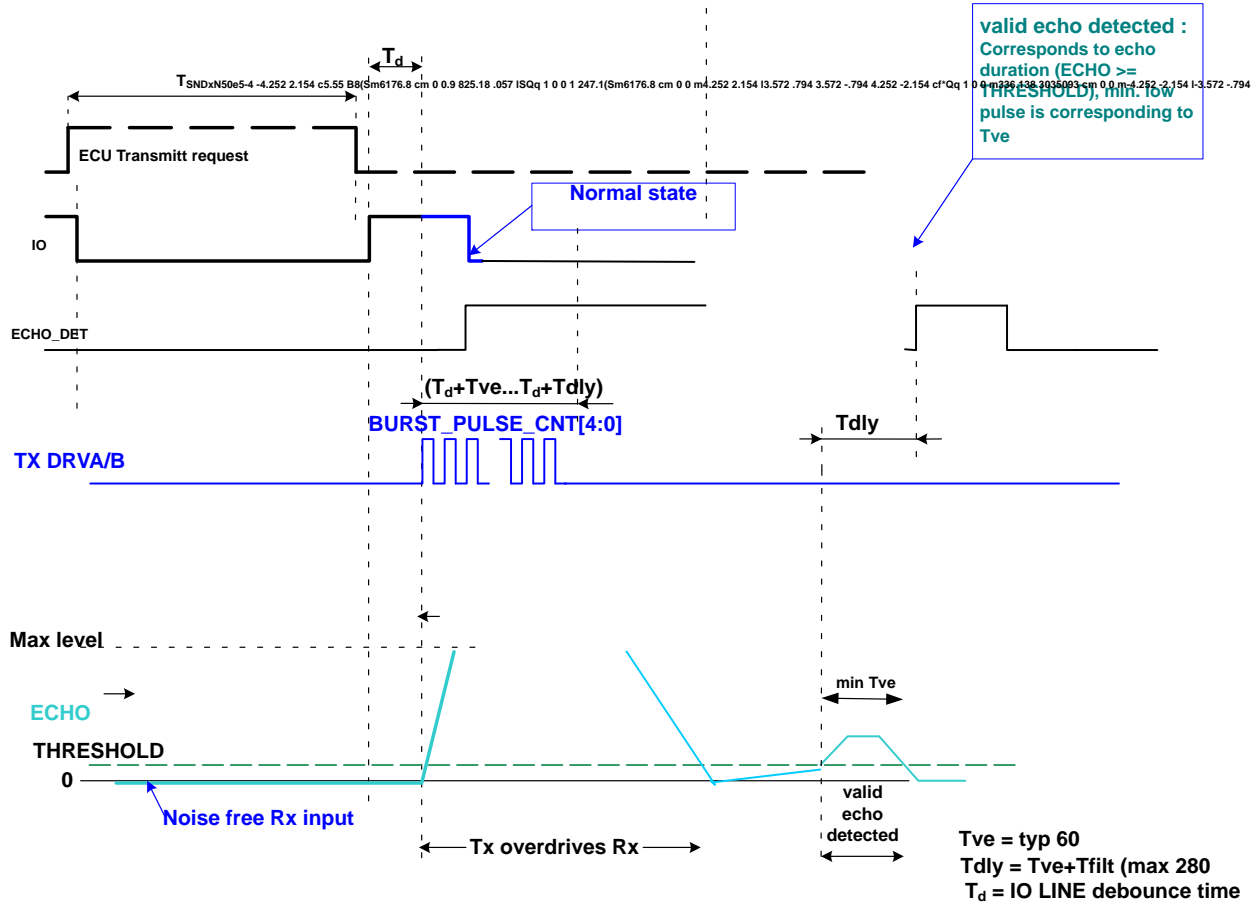 valid echo detected :
Corresponds to echo
duration (ECHO >=
THRESHOLD), min. low
pulse is corresponding to
Tve
Td
TSNDxN50e5-4 -4.252 2.154 c5.55 B8(Sm6176.8 cm 0 0.9 825.18 .057 lSQq 1 0 0 1 247.1(Sm6176.8 cm 0 0 m4.252 2.154 l3.572 .794 3.572 -.794 4.252 -2.154 cf*Qq 1 0 0 m336.138.3035093 cm 0 0 m-4.252 -2.154 l-3.572 -.794
ECU Transmitt request
Normal state
IO
ECHO_DET
(Td+Tve...Td+Tdly)
BURST_PULSE_CNT[4:0]
Tdly
TX DRVA/B
Max level
min Tve
ECHO
THRESHOLD
0
Noise free Rx input
valid
echo
detected
Tx overdrives Rx
Tve = typ 60
Tdly = Tve+Tfilt (max 280
Td = IO LINE debounce time